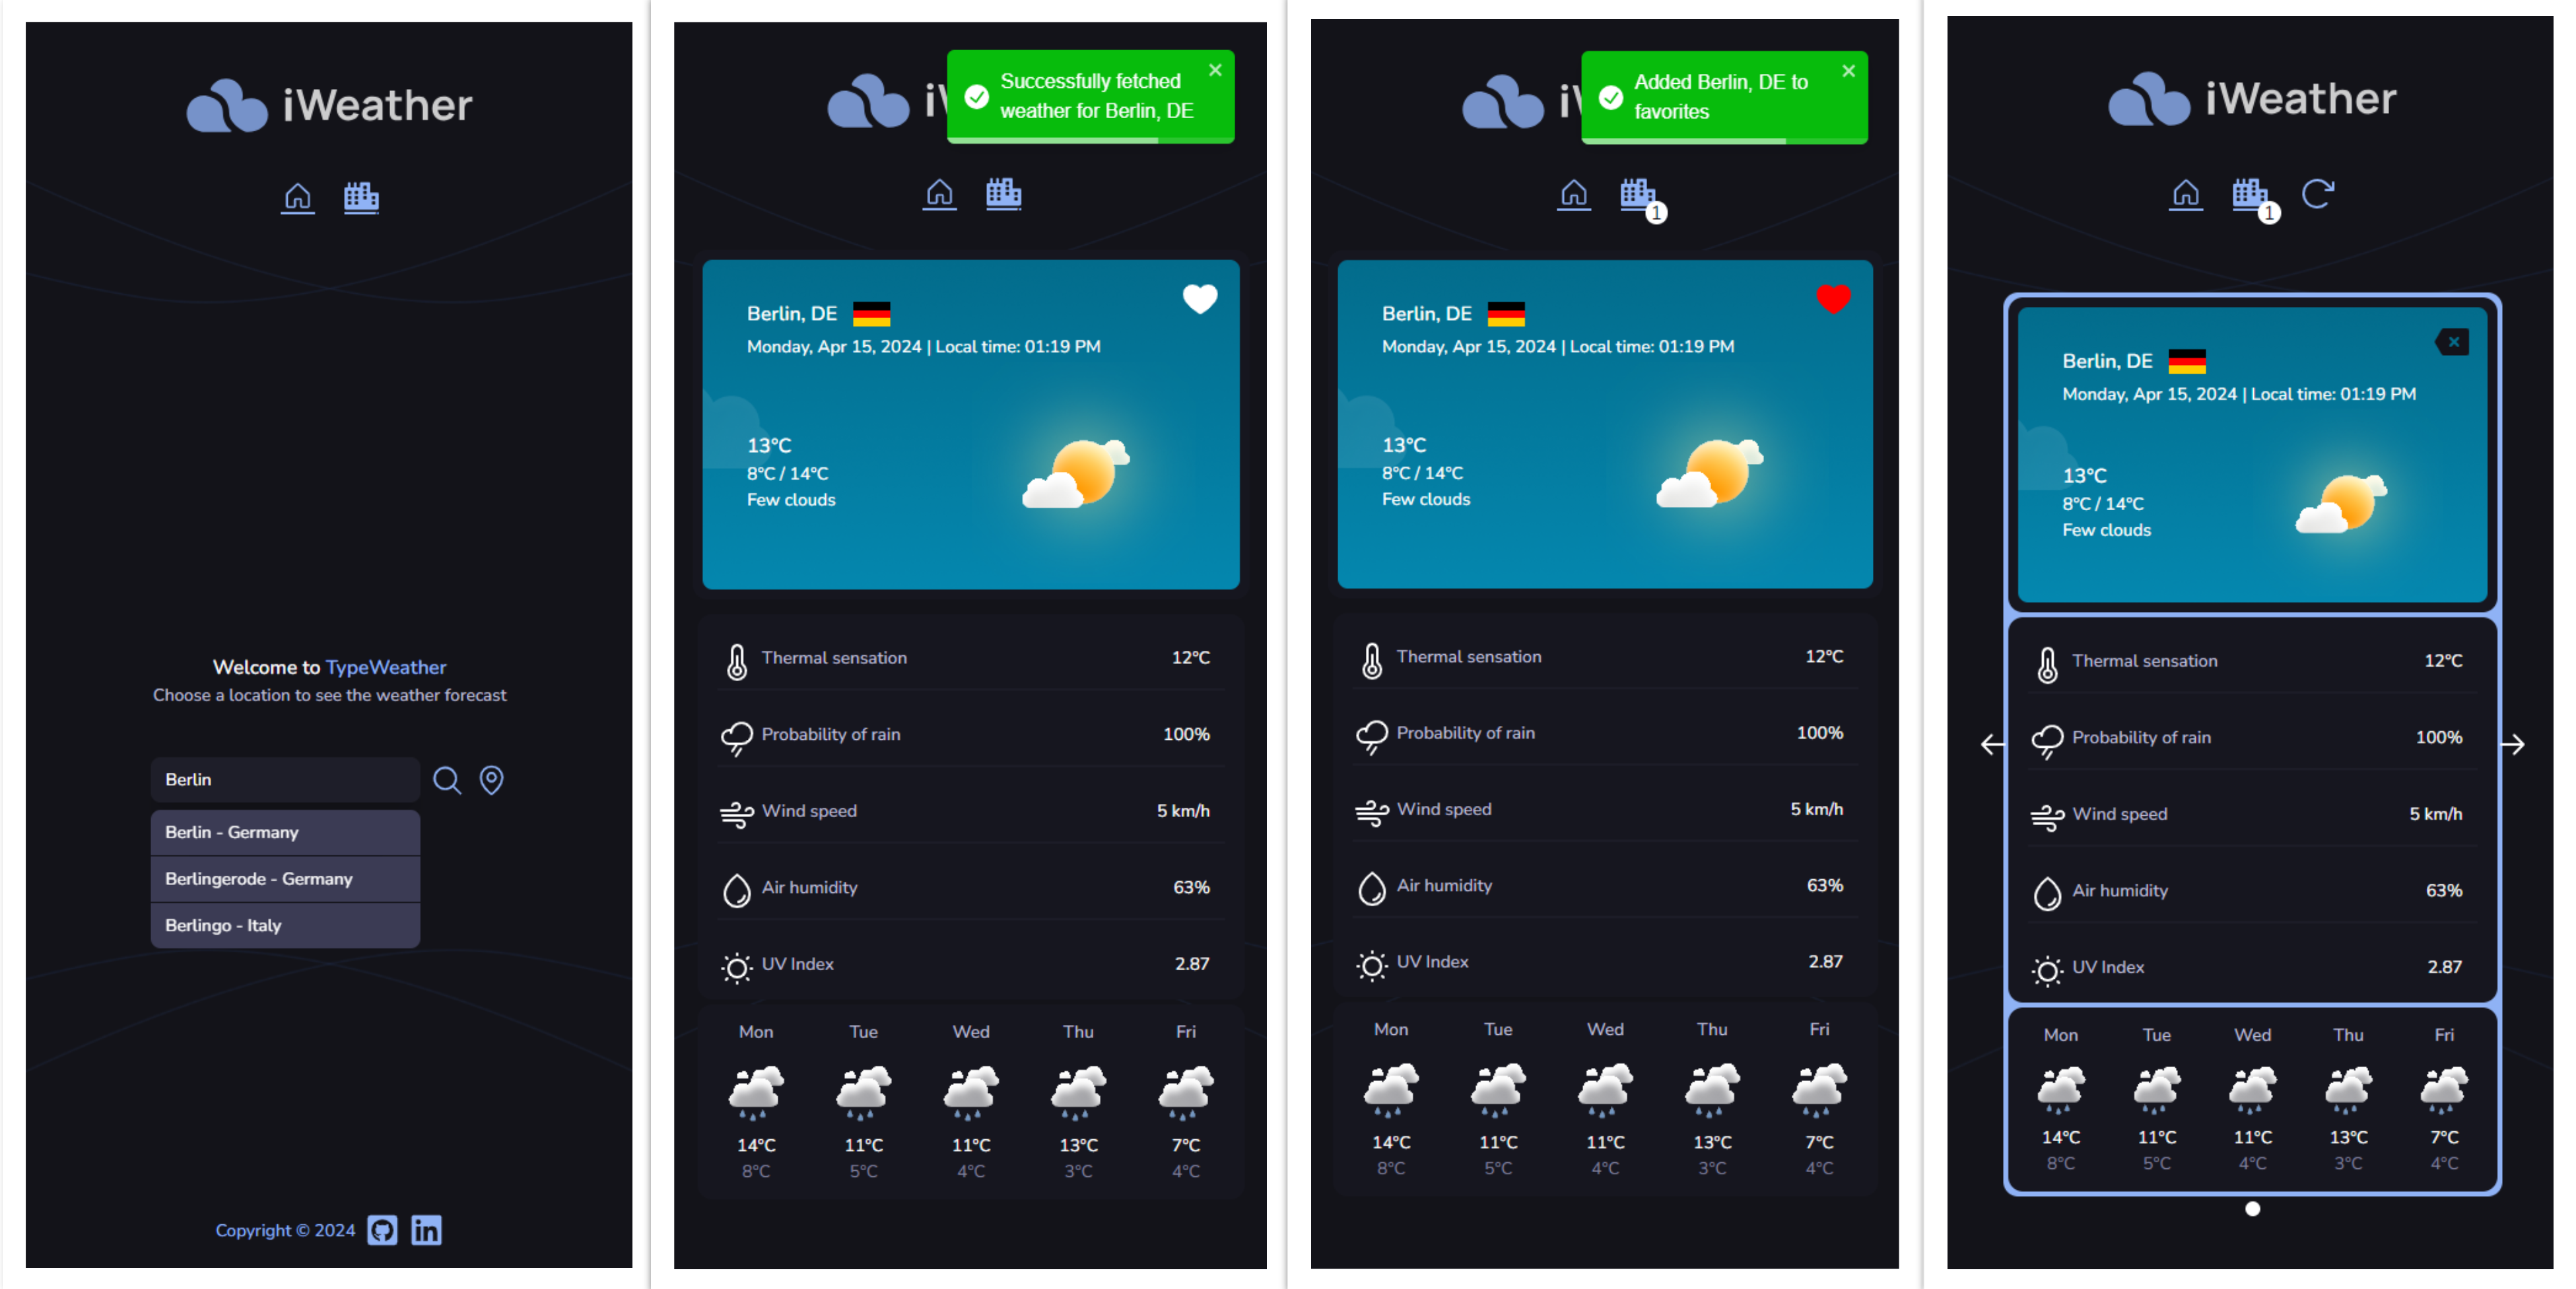 iWeather
Welcome to TypeWeather
Choose a location to see the weather forecast
Berlin
Berlin - Germany
Berlingerode - Germany
Berlingo - Italy
Copyright © 2024
Successfully fetched
weather for Berlin, DE
Berlin, DE
Monday, Apr 15, 2024 | Local time: 01:19 PM
13°C
8°C / 14°C
Few clouds
Thermal sensation 12°C
Probability of rain 100%
Wind speed 5 km/h
Air humidity 63%
UV Index 2.87
Mon Tue Wed Thu Fri
14°C 11°C 11°C 13°C 7°C
8°C 5°C 4°C 3°C 4°C
Added Berlin, DE to
favorites
1
Berlin, DE
Monday, Apr 15, 2024 | Local time: 01:19 PM
13°C
8°C / 14°C
Few clouds
Thermal sensation 12°C
Probability of rain 100%
Wind speed 5 km/h
Air humidity 63%
UV Index 2.87
Mon Tue Wed Thu Fri
14°C 11°C 11°C 13°C 7°C
8°C 5°C 4°C 3°C 4°C
iWeather
1
Berlin, DE
Monday, Apr 15, 2024 | Local time: 01:19 PM
13°C
8°C / 14°C
Few clouds
Thermal sensation 12°C
Probability of rain 100%
Wind speed 5 km/h
Air humidity 63%
UV Index 2.87
Mon Tue Wed Thu Fri
14°C 11°C 11°C 13°C 7°C
8°C 5°C 4°C 3°C 4°C